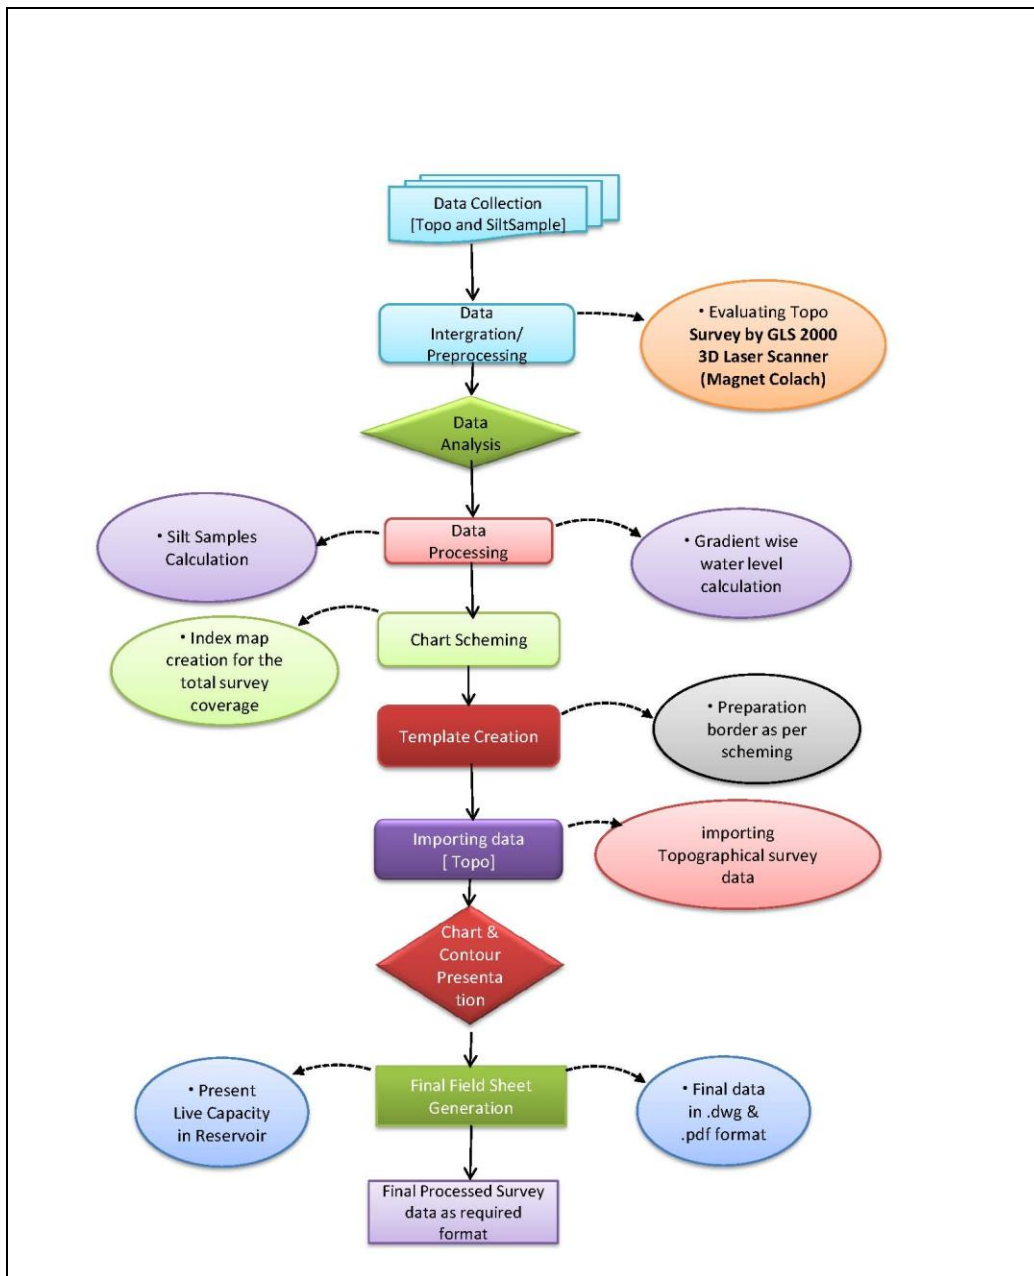 Data Collection
[Topo and SiltSample]
Data
Intergration/
Preprocessing
• Evaluating Topo
Survey by GLS 2000
3D Laser Scanner
(Magnet Colach)
Data
Analysis
• Silt Samples
Calculation
Data
Processing
• Gradient wise
water level
calculation
• Index map
creation for the
total survey
coverage
Chart Scheming
Template Creation
• Preparation
border as per
scheming
Importing data
[ Topo]
importing
Topographical survey
data
Chart &
Contour
Presenta
tion
• Present
Live Capacity
in Reservoir
Final Field Sheet
Generation
• Final data
in .dwg &
.pdf format
Final Processed Survey
data as required
format